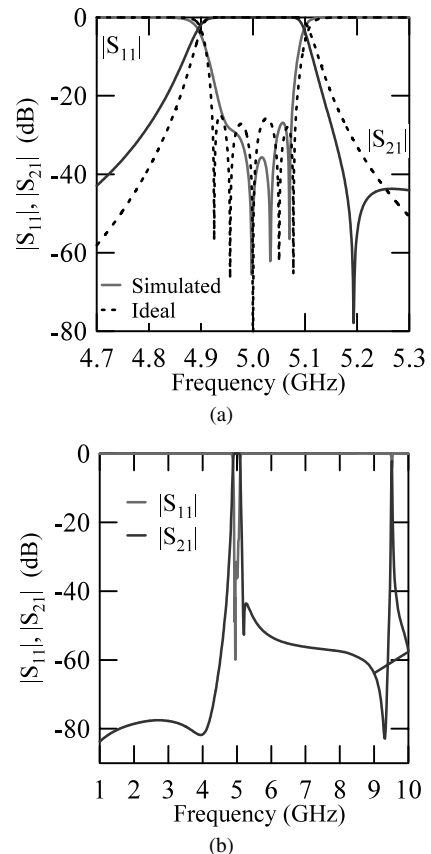 0
-20
-40
-60
-80
|S11|, |S21| (dB)
|S11|
|S21|
Simulated
Ideal
4.7 4.8 4.9 5.0 5.1 5.2 5.3
Frequency (GHz)
(a)
0
-20
-40
-60
-80
|S11|, |S21| (dB)
|S11|
|S21|
1 2 3 4 5 6 7 8 9 10
Frequency (GHz)
(b)